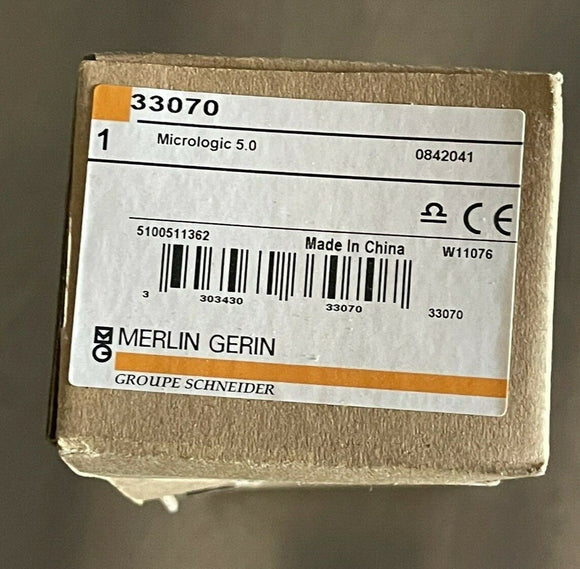 33070
1 Micrologic 5.0 0842041
CE
5100511362 Made In China W11076
3 303430 33070 33070
MERLIN GERIN
GROUPE SCHNEIDER